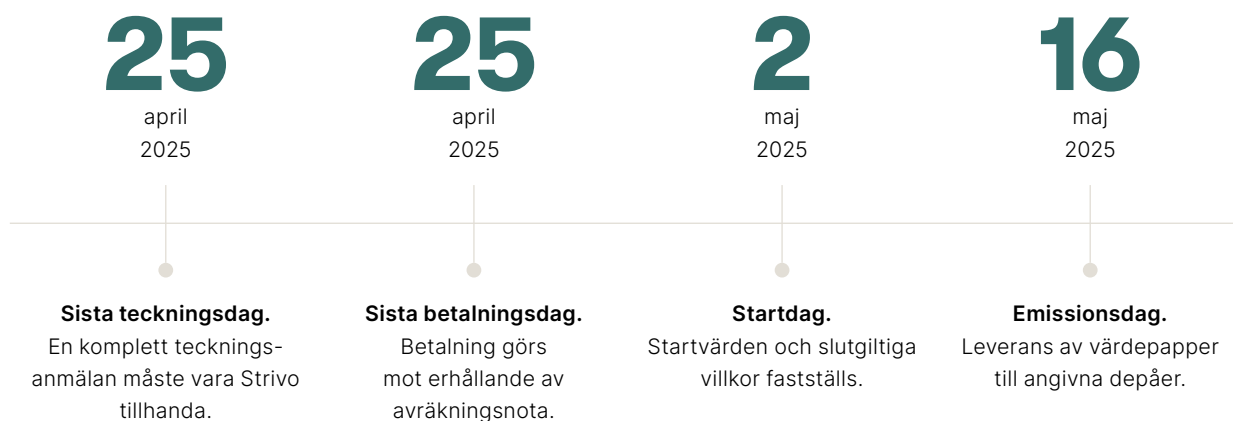 25
april
2025
Sista teckningsdag.
En komplett tecknings-
anmälan måste vara Strivo
tillhanda.
25
april
2025
Sista betalningsdag.
Betalning görs
mot erhållande av
avräkningsnota.
2
maj
2025
Startdag.
Startvärden och slutgiltiga
villkor fastställs.
16
maj
2025
Emissionsdag.
Leverans av värdepapper
till angivna depåer.